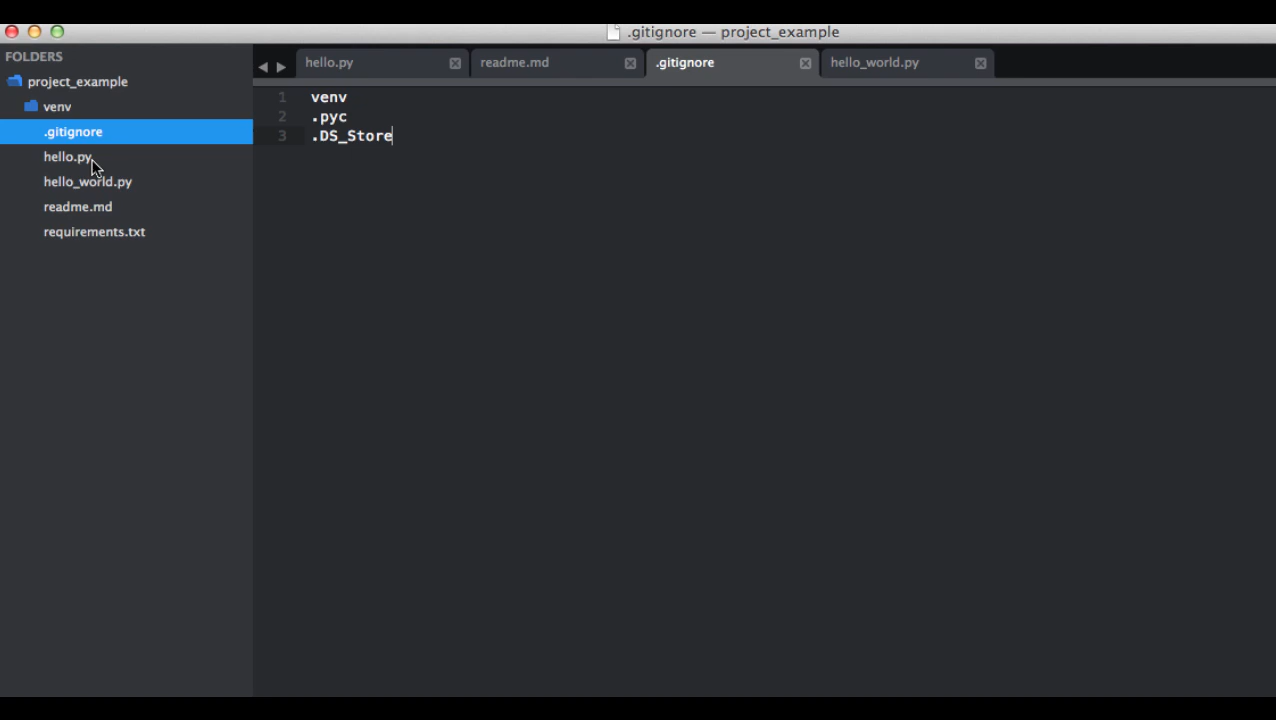 .gitignore — project_example
FOLDERS
project_example
venv
.gitignore
hello.py
hello_world.py
readme.md
requirements.txt
hello.py readme.md .gitignore hello_world.py
1 venv
2 .pyc
3 .DS_Store